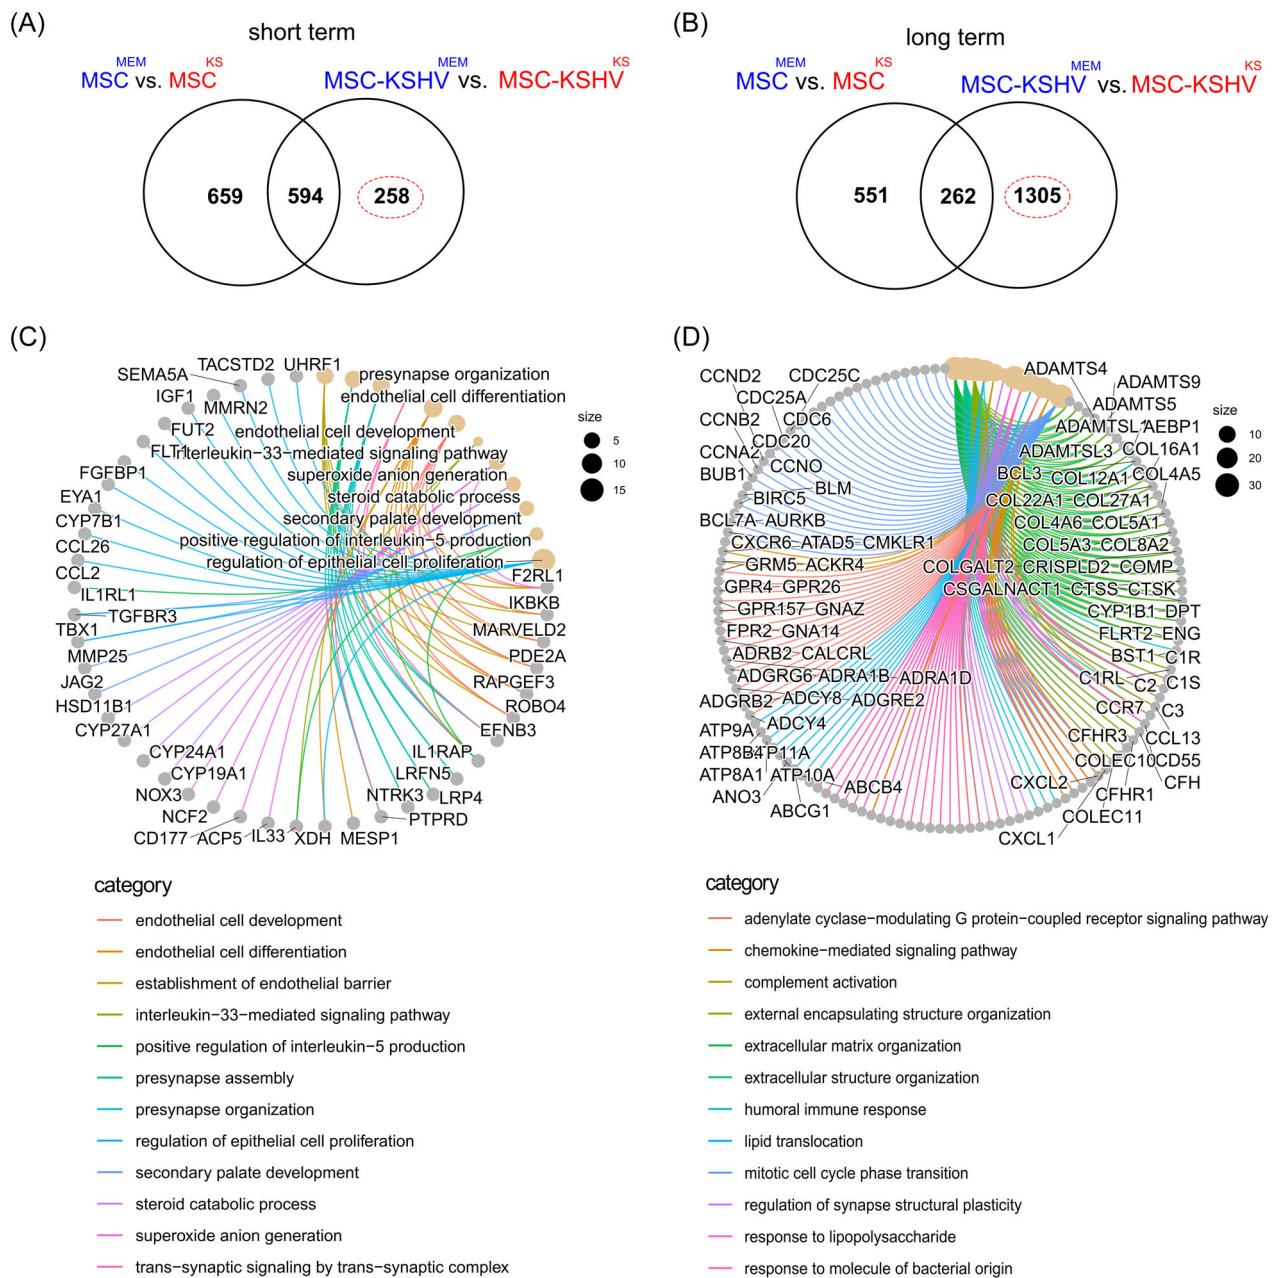 (A)
short term
MSC^MEM vs. MSC^KS
MSC-KSHV^MEM vs. MSC-KSHV^KS
659
594
258
(B)
long term
MSC^MEM vs. MSC^KS
MSC-KSHV^MEM vs. MSC-KSHV^KS
551
262
1305
(C)
TACSTD2
UHRF1
SEMA5A
presynapse organization
IGF1
endothelial cell differentiation
MMRN2
FUT2
endothelial cell development
FLT1
interleukin−33−mediated signaling pathway
FGFBP1
superoxide anion generation
EYA1
steroid catabolic process
CYP7B1
secondary palate development
CCL26
positive regulation of interleukin−5 production
regulation of epithelial cell proliferation
CCL2
F2RL1
IL1RL1
IKBKB
TGFBR3
TBX1
MARVELD2
MMP25
PDE2A
JAG2
RAPGEF3
HSD11B1
ROBO4
CYP27A1
EFNB3
CYP24A1
IL1RAP
CYP19A1
LRFN5
NOX3
NTRK3
LRP4
NCF2
PTPRD
CD177
ACP5
IL33
XDH
MESP1
size
5
10
15
category
endothelial cell development
endothelial cell differentiation
establishment of endothelial barrier
interleukin−33−mediated signaling pathway
positive regulation of interleukin−5 production
presynapse assembly
presynapse organization
regulation of epithelial cell proliferation
secondary palate development
steroid catabolic process
superoxide anion generation
trans−synaptic signaling by trans−synaptic complex
(D)
CCND2
CDC25C
ADAMTS4
ADAMTS9
CDC25A
ADAMTS5
CCNB2
CDC6
AEBP1
CDC20
ADAMTSL3
COL16A1
CCNA2
CCNO
BCL3
COL12A1
COL4A5
BUB1
BLM
COL22A1
COL27A1
BIRC5
BCL7A
AURKB
COL4A6
COL5A1
CXCR6
ATAD5
CMKLR1
COL5A3
COL8A2
GRM5
ACKR4
COLGALT2
CRISPLD2
COMP
GPR4
GPR26
CSGALNACT1
CTSS
CTSK
GPR157
GNAZ
CYP1B1
DPT
FPR2
GNA14
FLRT2
ENG
ADRB2
CALCRL
BST1
C1R
ADGRG6
ADRA1B
ADRA1D
C1RL
C2
C1S
ADGRB2
ADCY8
ADGRE2
CCR7
C3
ATP9A
ADCY4
CFHR3
CCL13
ATP8B4
ATP11A
COLEC10
CD55
ATP8A1
ATP10A
ABCB4
CXCL2
CFH
ANO3
CFHR1
ABCG1
COLEC11
CXCL1
size
10
20
30
category
adenylate cyclase−modulating G protein−coupled receptor signaling pathway
chemokine−mediated signaling pathway
complement activation
external encapsulating structure organization
extracellular matrix organization
extracellular structure organization
humoral immune response
lipid translocation
mitotic cell cycle phase transition
regulation of synapse structural plasticity
response to lipopolysaccharide
response to molecule of bacterial origin